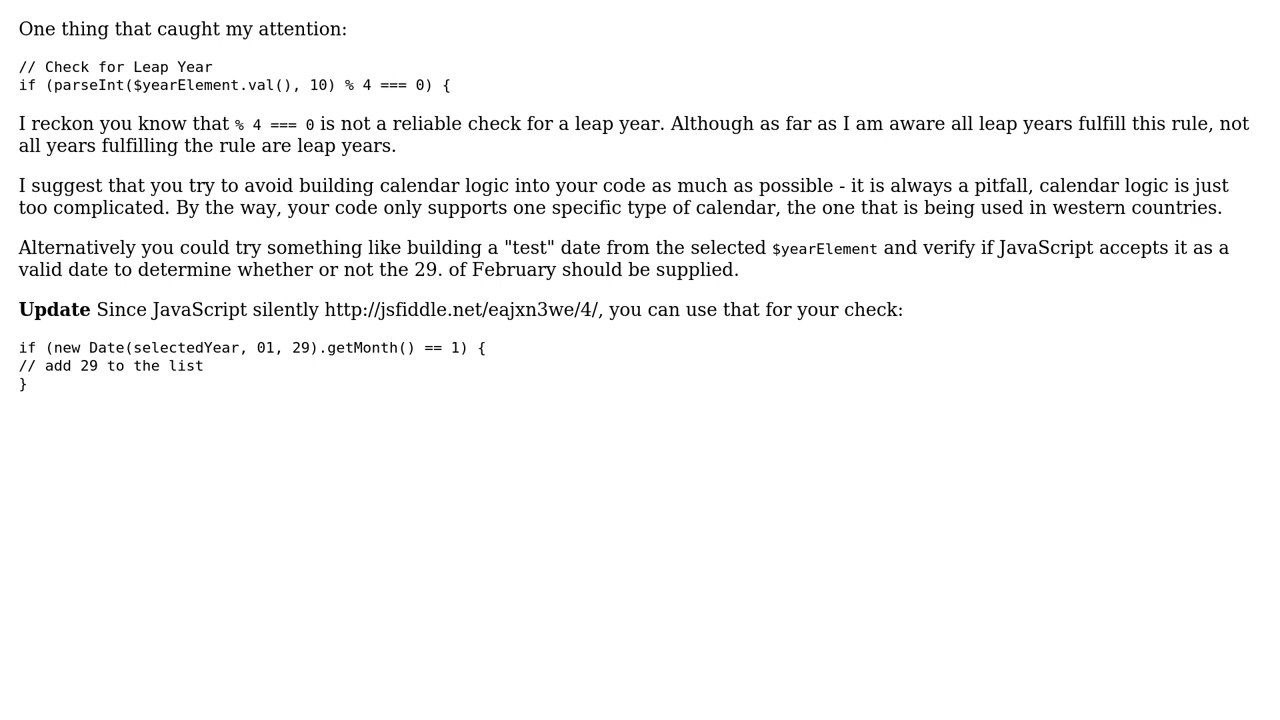 One thing that caught my attention:
// Check for Leap Year
if (parseInt($yearElement.val(), 10) % 4 === 0) {
I reckon you know that % 4 === 0 is not a reliable check for a leap year. Although as far as I am aware all leap years fulfill this rule, not
all years fulfilling the rule are leap years.
I suggest that you try to avoid building calendar logic into your code as much as possible - it is always a pitfall, calendar logic is just
too complicated. By the way, your code only supports one specific type of calendar, the one that is being used in western countries.
Alternatively you could try something like building a "test" date from the selected $yearElement and verify if JavaScript accepts it as a
valid date to determine whether or not the 29. of February should be supplied.
Update Since JavaScript silently http://jsfiddle.net/eajxn3we/4/, you can use that for your check:
if (new Date(selectedYear, 01, 29).getMonth() == 1) {
// add 29 to the list
}